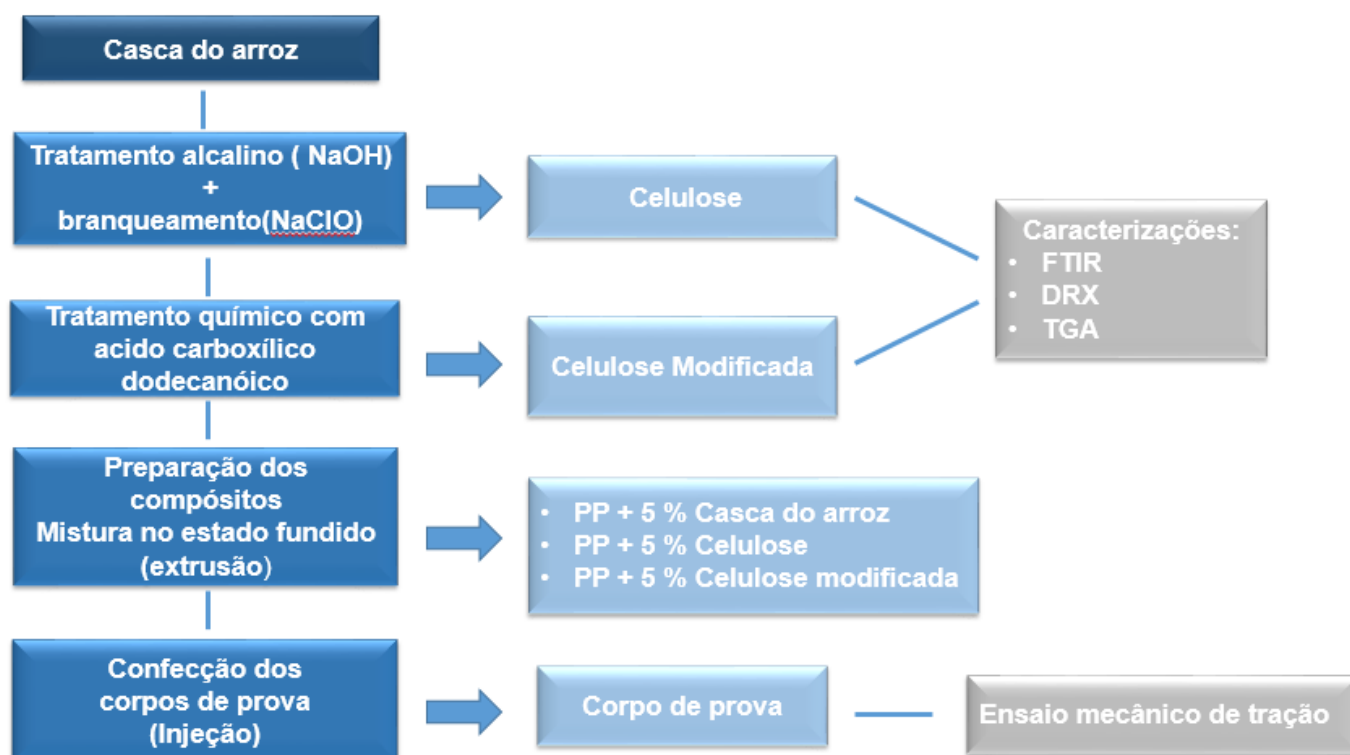 Casca do arroz
Tratamento alcalino ( NaOH)
+
branqueamento(NaClO)
Celulose
Caracterizações:
• FTIR
• DRX
• TGA
Tratamento químico com
acido carboxílico
dodecanóico
Celulose Modificada
Preparação dos
compósitos
Mistura no estado fundido
(extrusão)
• PP + 5 % Casca do arroz
• PP + 5 % Celulose
• PP + 5 % Celulose modificada
Confecção dos
corpos de prova
(Injeção)
Corpo de prova
Ensaio mecânico de tração